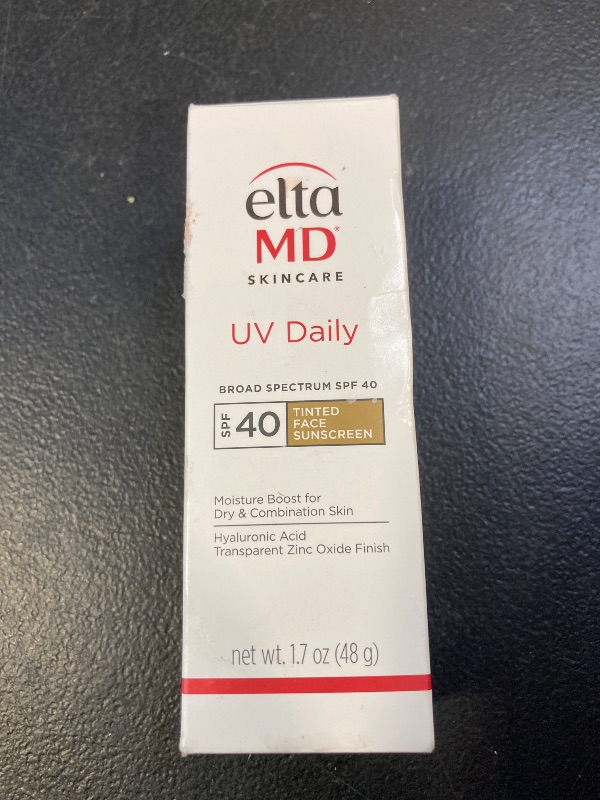 elta
MD®
SKINCARE
UV Daily
BROAD SPECTRUM SPF 40
SPF 40
TINTED
FACE
SUNSCREEN
Moisture Boost for
Dry & Combination Skin
Hyaluronic Acid
Transparent Zinc Oxide Finish
net wt. 1.7 oz (48 g)